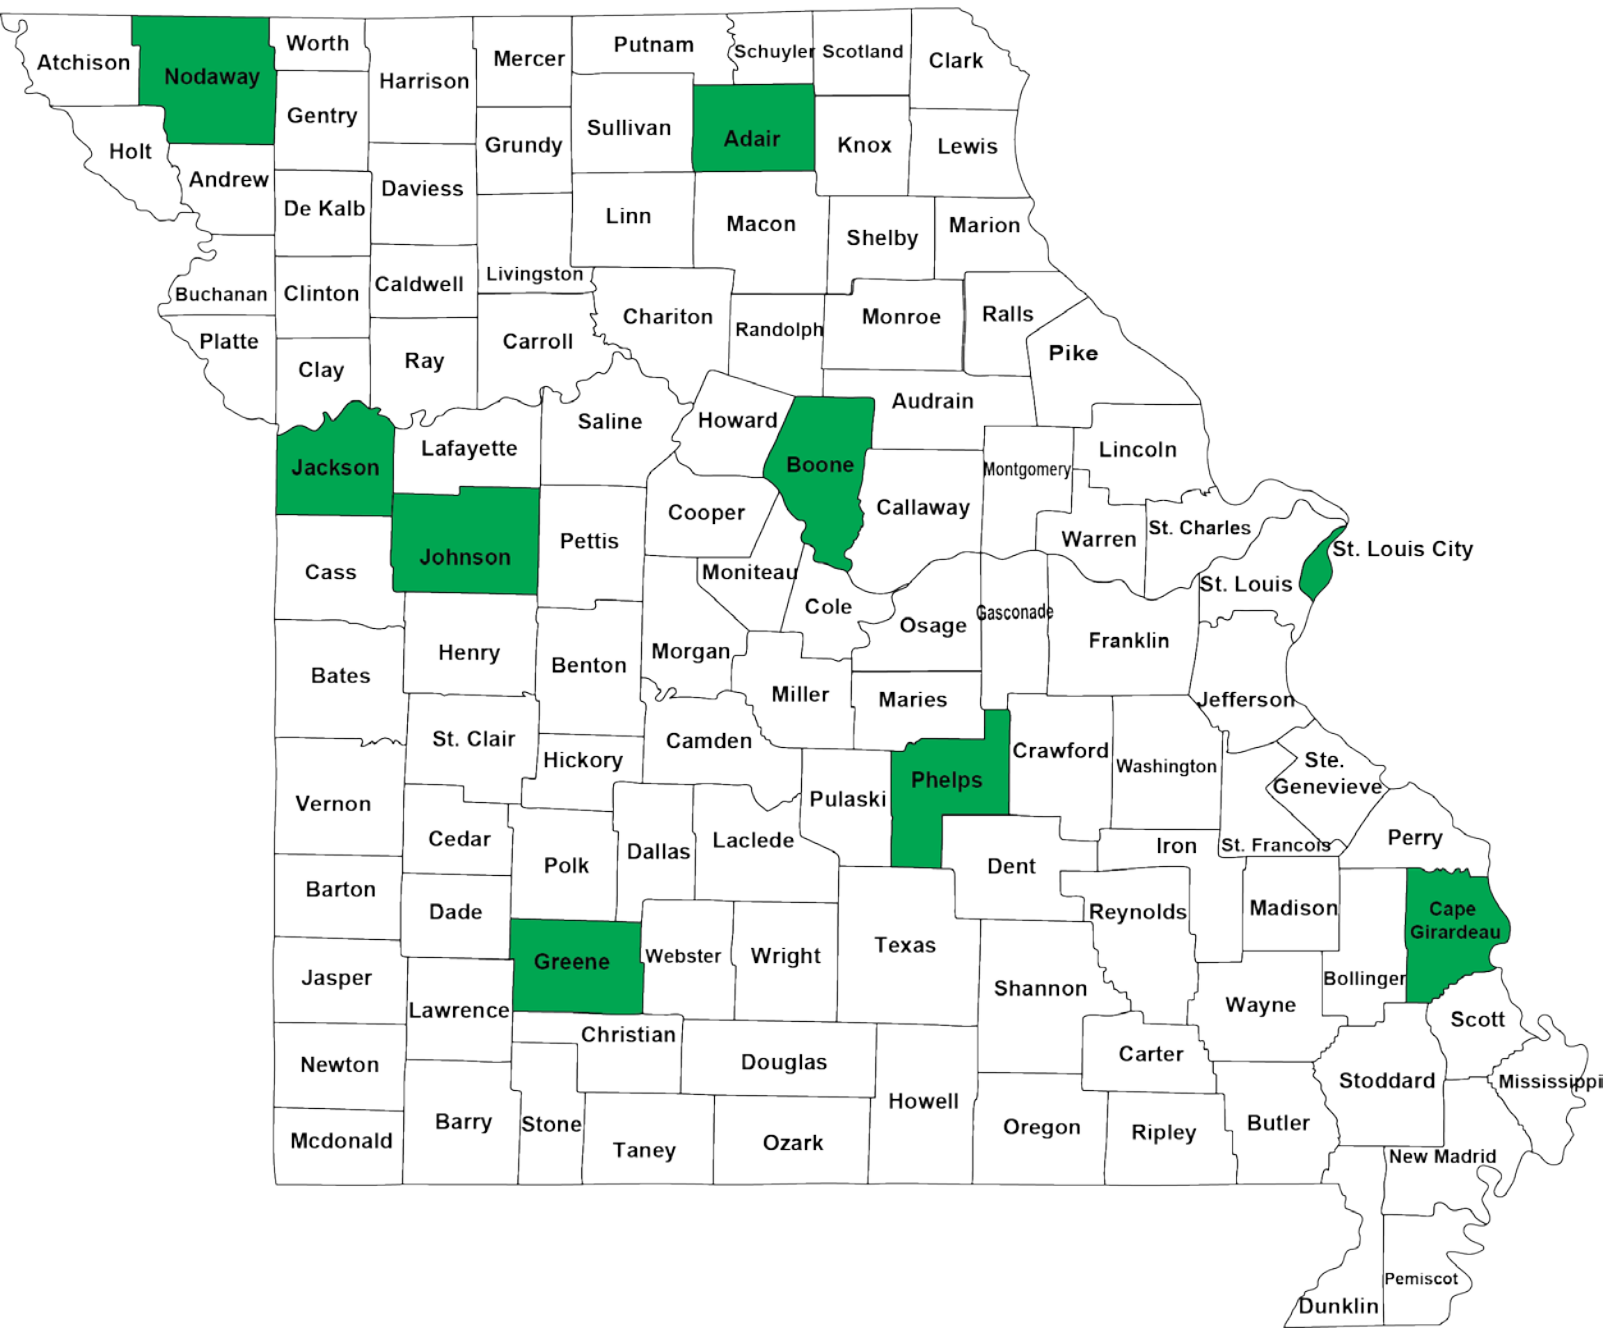 Atchison
Nodaway
Worth
Harrison
Mercer
Putnam
Schuyler
Scotland
Clark
Gentry
Holt
Andrew
De Kalb
Daviess
Grundy
Sullivan
Adair
Knox
Lewis
Linn
Macon
Shelby
Marion
Buchanan
Clinton
Caldwell
Livingston
Chariton
Randolph
Monroe
Ralls
Pike
Platte
Clay
Ray
Carroll
Saline
Howard
Boone
Audrain
Lincoln
Jackson
Lafayette
Cooper
Callaway
Montgomery
Warren
St. Charles
St. Louis City
St. Louis
Cass
Johnson
Pettis
Moniteau
Cole
Osage
Gasconade
Franklin
Jefferson
Bates
Henry
Benton
Morgan
Miller
Maries
St. Clair
Hickory
Camden
Phelps
Crawford
Washington
Ste.
Genevieve
Vernon
Cedar
Polk
Dallas
Laclede
Pulaski
Dent
Iron
St. Francois
Perry
Barton
Dade
Greene
Webster
Wright
Texas
Reynolds
Madison
Cape
Girardeau
Jasper
Lawrence
Christian
Shannon
Wayne
Bollinger
Scott
Newton
Douglas
Howell
Carter
Stoddard
Mississippi
Mcdonald
Barry
Stone
Taney
Ozark
Oregon
Ripley
Butler
New Madrid
Pemiscot
Dunklin